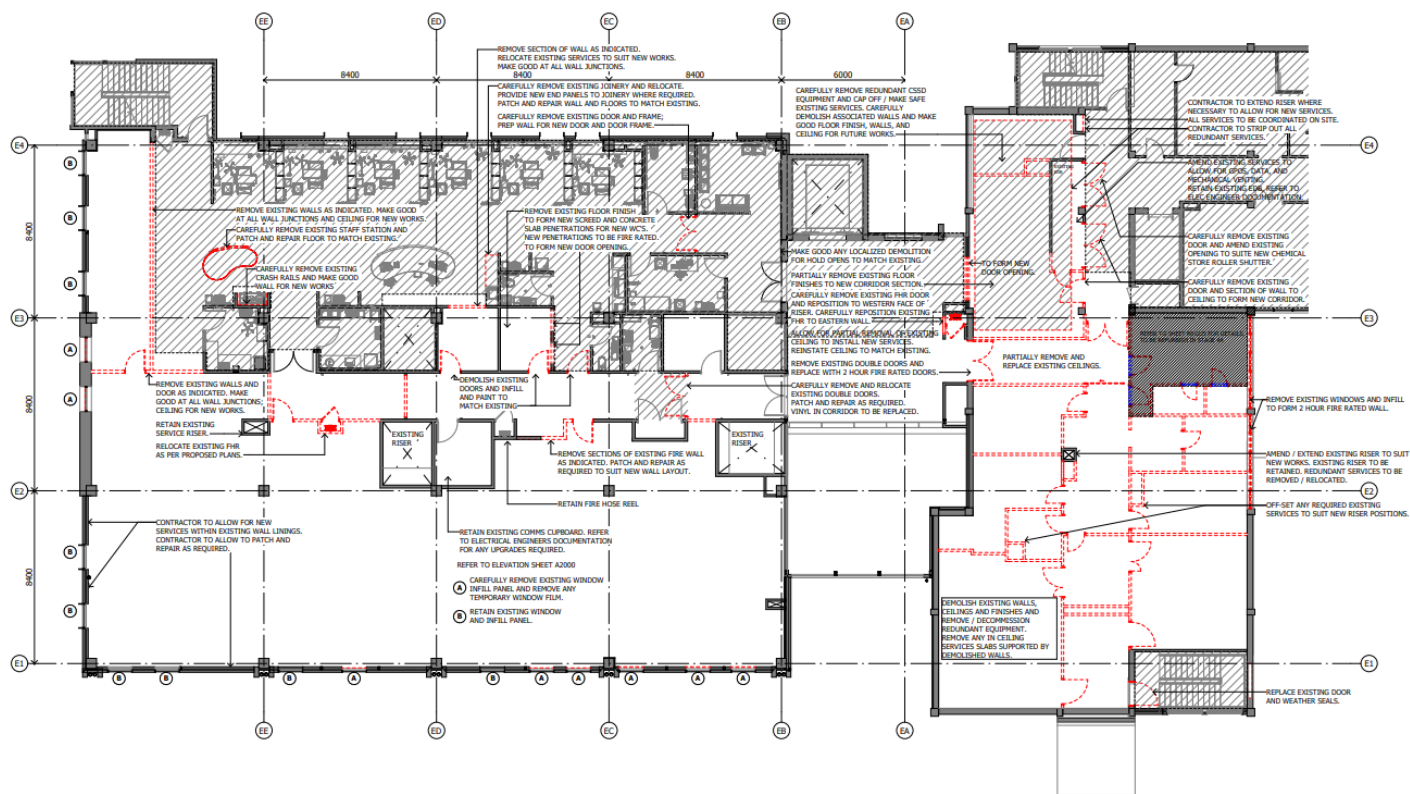 EE
ED
EC
EB
EA
8400
8400
8400
6000
REMOVE SECTION OF WALL AS INDICATED.
RELOCATE EXISTING SERVICES TO SUIT NEW WORKS.
MAKE GOOD AT ALL WALL JUNCTIONS.
CAREFULLY REMOVE EXISTING JOINERY AND RELOCATE.
PROVIDE NEW END PANELS TO JOINERY WHERE REQUIRED.
PATCH AND REPAIR WALL AND FLOORS TO MATCH EXISTING.
CAREFULLY REMOVE EXISTING DOOR AND FRAME;
PREP WALL FOR NEW DOOR AND DOOR FRAME.
CAREFULLY REMOVE REDUNDANT CSSD
EQUIPMENT AND CAP OFF / MAKE SAFE
EXISTING SERVICES. CAREFULLY
DEMOLISH ASSOCIATED WALLS AND MAKE
GOOD FLOOR FINISH, WALLS, AND
CEILING FOR FUTURE WORKS.
CONTRACTOR TO EXTEND RISER WHERE
NECESSARY TO ALLOW FOR NEW SERVICES.
ALL SERVICES TO BE COORDINATED ON SITE.
CONTRACTOR TO STRIP OUT ALL
REDUNDANT SERVICES.
E4
E4
AMEND EXISTING SERVICES TO
ALLOW FOR GPOS, DATA, AND
MECHANICAL VENTING.
RETAIN EXISTING EDB, REFER TO
ELEC ENGINEER DOCUMENTATION.
B
B
B
A
A
B
B
8400
8400
8400
REMOVE EXISTING WALLS AS INDICATED. MAKE GOOD
AT ALL WALL JUNCTIONS AND CEILING FOR NEW WORKS.
CAREFULLY REMOVE EXISTING STAFF STATION AND
PATCH AND REPAIR FLOOR TO MATCH EXISTING.
CAREFULLY REMOVE EXISTING
CRASH RAILS AND MAKE GOOD
WALL FOR NEW WORKS
REMOVE EXISTING FLOOR FINISH
TO FORM NEW SCREED AND CONCRETE
SLAB PENETRATIONS FOR NEW WC'S.
NEW PENETRATIONS TO BE FIRE RATED.
TO FORM NEW DOOR OPENING.
MAKE GOOD ANY LOCALIZED DEMOLITION
FOR HOLD OPENS TO MATCH EXISTING.
PARTIALLY REMOVE EXISTING FLOOR
FINISHES TO NEW CORRIDOR SECTION.
CAREFULLY REMOVE EXISTING FHR DOOR
AND REPOSITION TO WESTERN FACE OF
RISER. CAREFULLY REPOSITION EXISTING
FHR TO EASTERN WALL
ALLOW FOR PARTIAL REMOVAL OF EXISTING
CEILING TO INSTALL NEW SERVICES.
REINSTATE CEILING TO MATCH EXISTING.
REMOVE EXISTING DOUBLE DOORS AND
REPLACE WITH 2 HOUR FIRE RATED DOORS.
CAREFULLY REMOVE AND RELOCATE
EXISTING DOUBLE DOORS.
PATCH AND REPAIR AS REQUIRED.
VINYL IN CORRIDOR TO BE REPLACED.
TO FORM NEW
DOOR OPENING.
CAREFULLY REMOVE EXISTING
DOOR AND AMEND EXISTING
OPENING TO SUITE NEW CHEMICAL
STORE ROLLER SHUTTER.
CAREFULLY REMOVE EXISTING
DOOR AND SECTION OF WALL TO
CEILING TO FORM NEW CORRIDOR.
E3
E3
PARTIALLY REMOVE AND
REPLACE EXISTING CEILINGS.
REMOVE EXISTING WALLS AND
DOOR AS INDICATED. MAKE
GOOD AT ALL WALL JUNCTIONS;
CEILING FOR NEW WORKS.
RETAIN EXISTING
SERVICE RISER.
RELOCATE EXISTING FHR
AS PER PROPOSED PLANS.
DEMOLISH EXISTING
DOORS AND INFILL
AND PAINT TO
MATCH EXISTING
EXISTING
RISER
EXISTING
RISER
REMOVE SECTIONS OF EXISTING FIRE WALL
AS INDICATED. PATCH AND REPAIR AS
REQUIRED TO SUIT NEW WALL LAYOUT.
REMOVE EXISTING WINDOWS AND INFILL
TO FORM 2 HOUR FIRE RATED WALL.
AMEND / EXTEND EXISTING RISER TO SUIT
NEW WORKS. EXISTING RISER TO BE
RETAINED. REDUNDANT SERVICES TO BE
REMOVED / RELOCATED.
E2
E2
RETAIN FIRE HOSE REEL
OFF-SET ANY REQUIRED EXISTING
SERVICES TO SUIT NEW RISER POSITIONS.
CONTRACTOR TO ALLOW FOR NEW
SERVICES WITHIN EXISTING WALL LININGS.
CONTRACTOR TO ALLOW TO PATCH AND
REPAIR AS REQUIRED.
RETAIN EXISTING COMMS CUPBOARD. REFER
TO ELECTRICAL ENGINEERS DOCUMENTATION
FOR ANY UPGRADES REQUIRED.
REFER TO ELEVATION SHEET A2000
A
CAREFULLY REMOVE EXISTING WINDOW
INFILL PANEL AND REMOVE ANY
TEMPORARY WINDOW FILM.
B
RETAIN EXISTING WINDOW
AND INFILL PANEL.
DEMOLISH EXISTING WALLS,
CEILINGS AND FINISHES AND
REMOVE / DECOMMISSION
REDUNDANT EQUIPMENT.
REMOVE ANY IN CEILING
SERVICES SLABS SUPPORTED BY
DEMOLISHED WALLS.
E1
E1
B
B
B
A
B
A
A
A
A
A
REPLACE EXISTING DOOR
AND WEATHER SEALS.
EE
ED
EC
EB
EA